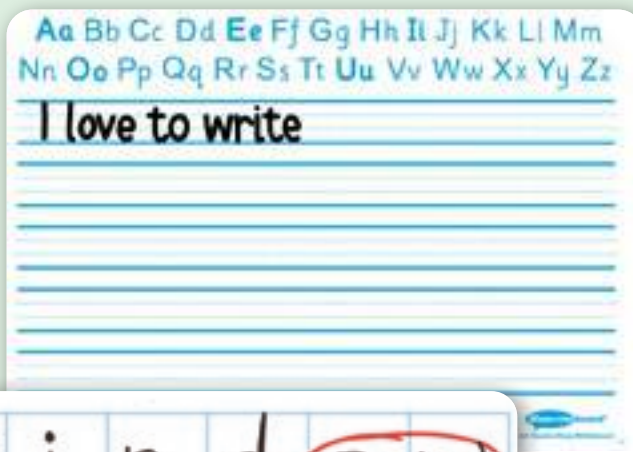 Aa Bb Cc Dd Ee Ff Gg Hh Ii Jj Kk Ll Mm
Nn Oo Pp Qq Rr Ss Tt Uu Vv Ww Xx Yy Zz
I love to write